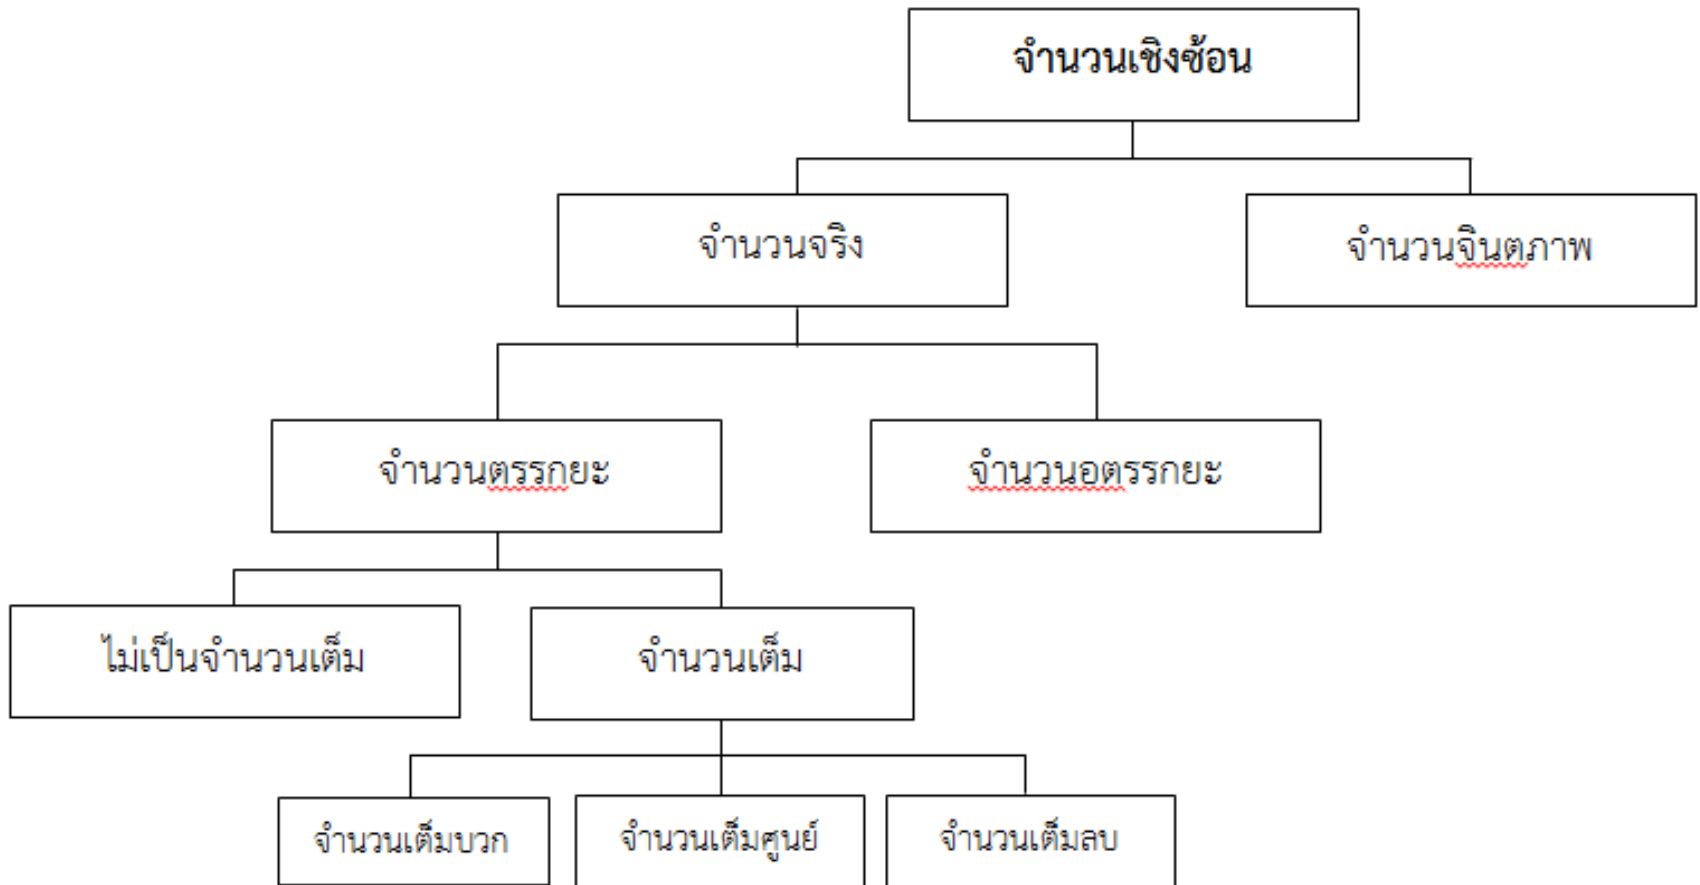 จำนวนเชิงซ้อน
จำนวนจริง
จำนวนจินตภาพ
จำนวนตรรกยะ
จำนวนอตรรกยะ
ไม่เป็นจำนวนเต็ม
จำนวนเต็ม
จำนวนเต็มบวก
จำนวนเต็มศูนย์
จำนวนเต็มลบ